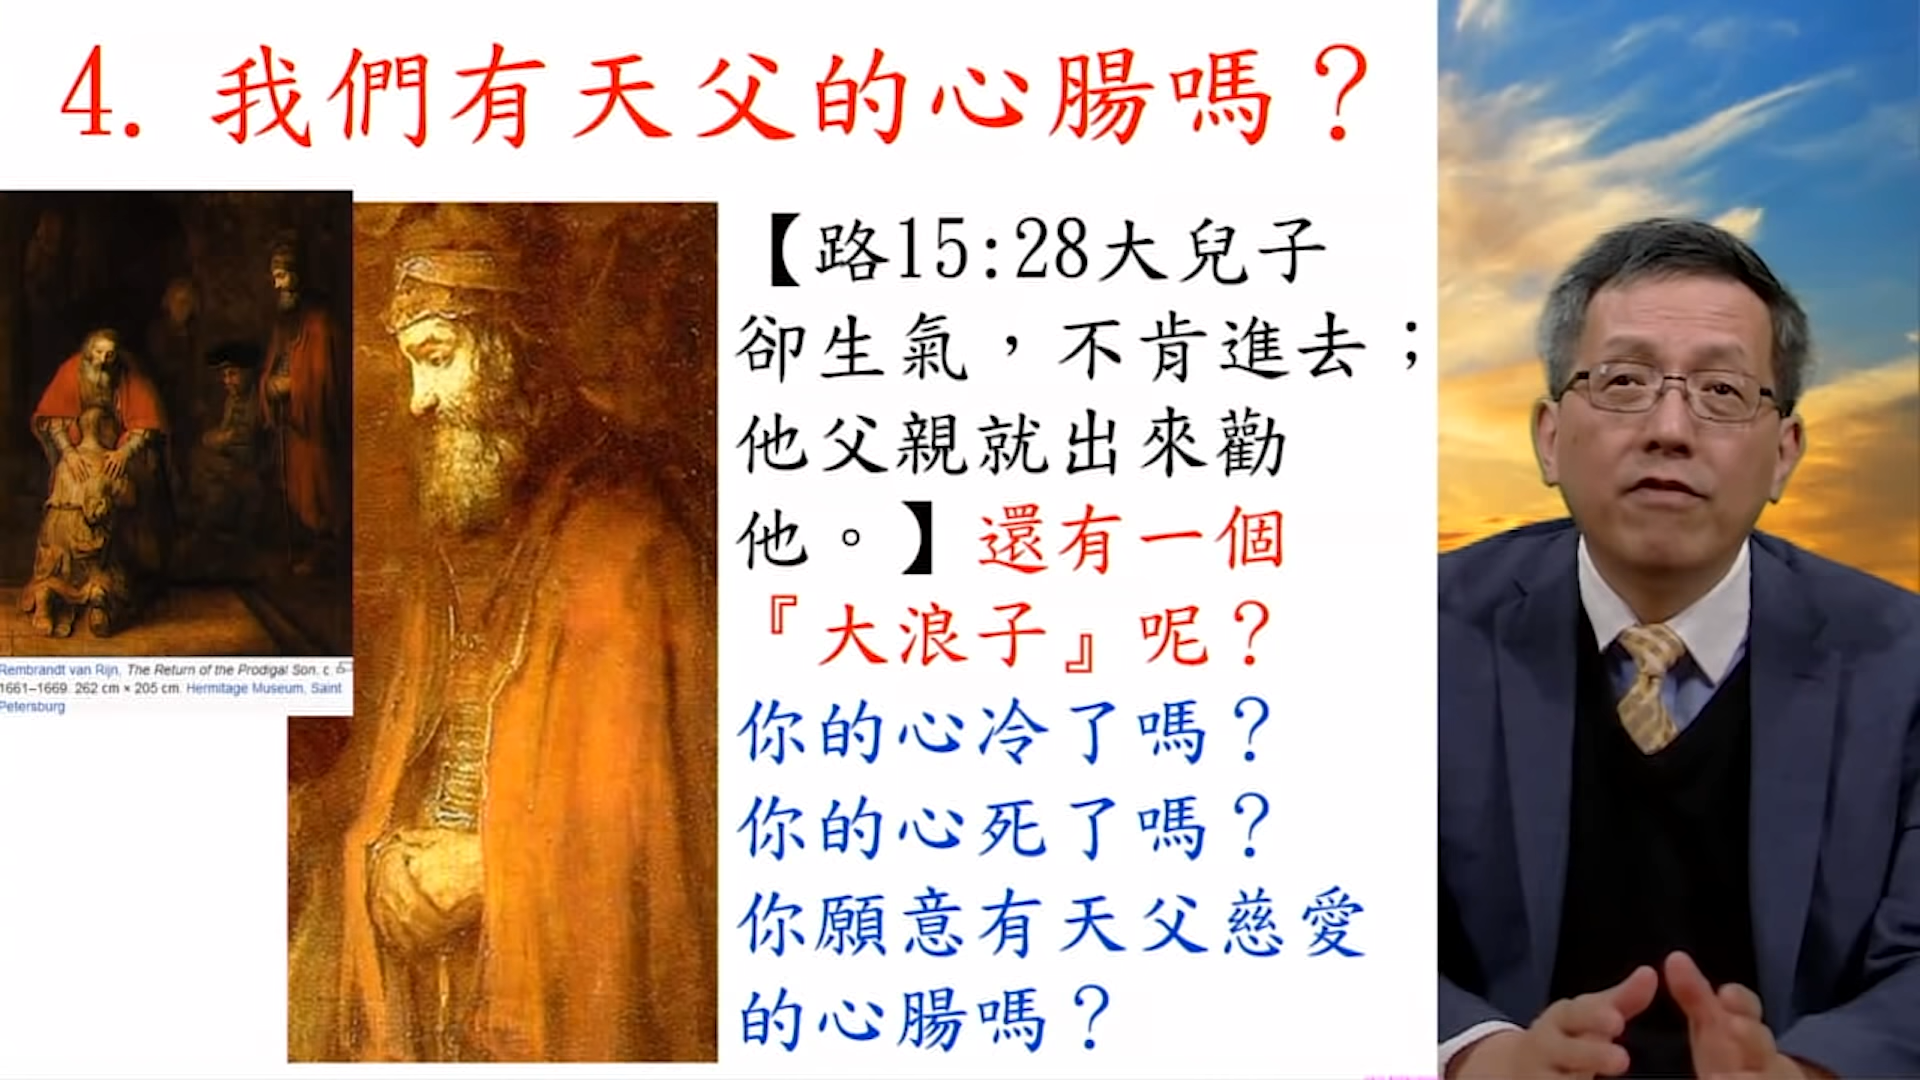 4. 我們有天父的心腸嗎？
【路15:28大兒子
卻生氣，不肯進去；
他父親就出來勸
他。】還有一個
『大浪子』呢？
你的心冷了嗎？
你的心死了嗎？
你願意有天父慈愛
的心腸嗎？
Rembrandt van Rijn, The Return of the Prodigal Son, c.
1661–1669. 262 cm × 205 cm. Hermitage Museum, Saint
Petersburg